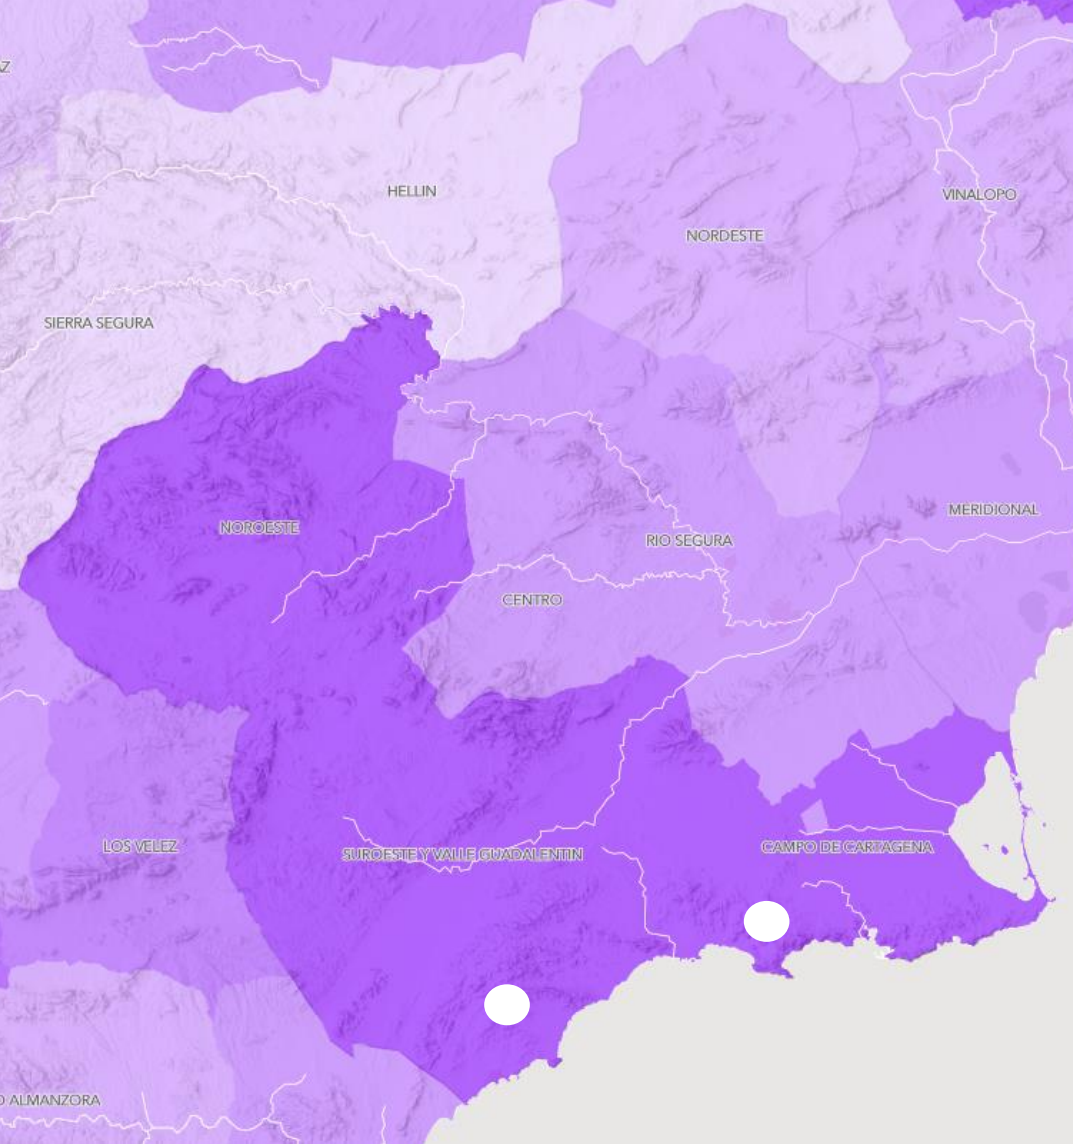 HELLIN
VINALOPO
NORDESTE
SIERRA SEGURA
MERIDIONAL
NOROESTE
RIO SEGURA
CENTRO
LOS VELEZ
SUROESTE Y VALLE GUADALENTIN
CAMPO DE CARTAGENA
ALMANZORA